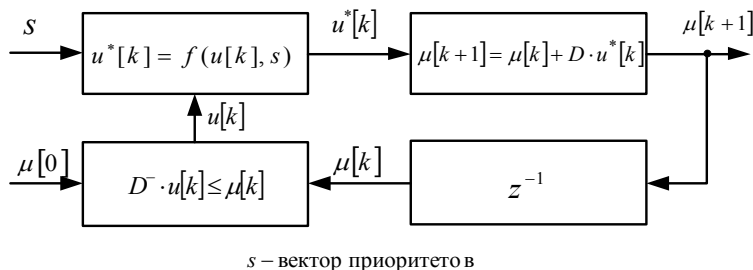 s
u*[k] = f(u[k], s)
u*[k]
μ[k+1] = μ[k] + D · u*[k]
μ[k+1]
u[k]
μ[0]
D⁻ · u[k] ≤ μ[k]
μ[k]
z⁻¹
s – вектор приоритето в